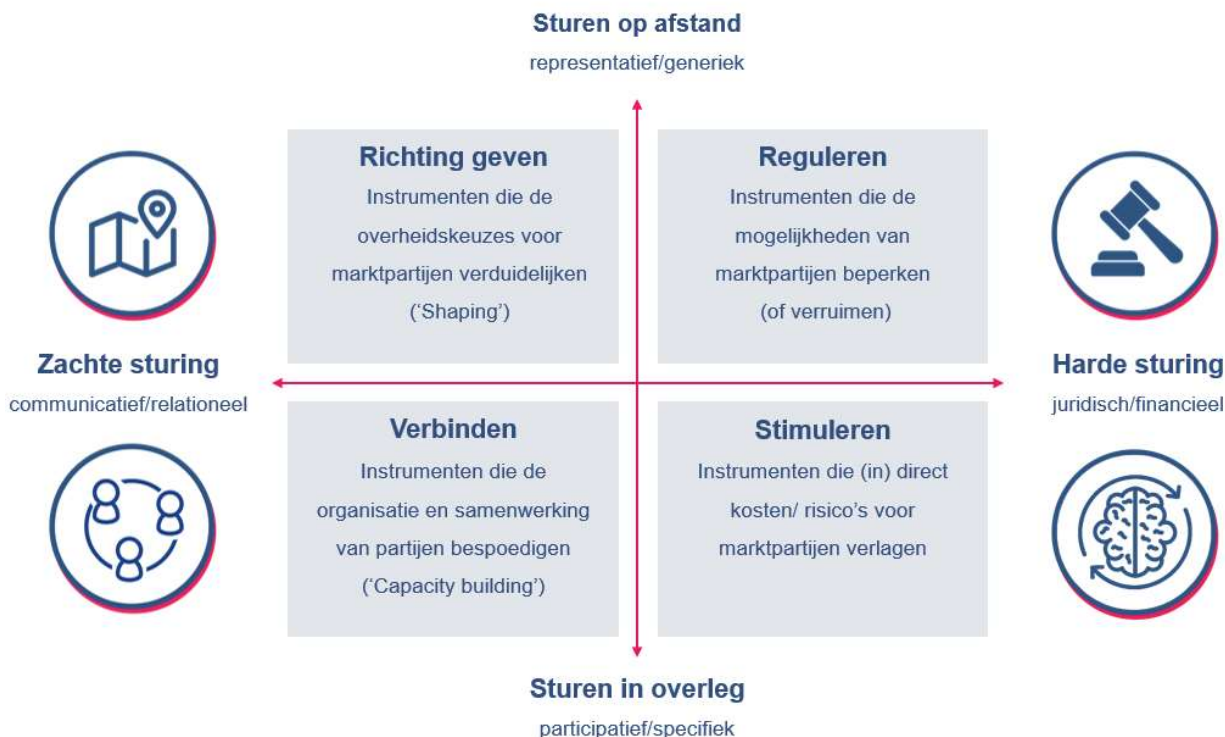 Sturen op afstand
representatief/generiek
Richting geven
Instrumenten die de
overheidskeuzes voor
marktpartijen verduidelijken
(‘Shaping’)
Reguleren
Instrumenten die de
mogelijkheden van
marktpartijen beperken
(of verruimen)
Zachte sturing
communicatief/relationeel
Harde sturing
juridisch/financieel
Verbinden
Instrumenten die de
organisatie en samenwerking
van partijen bespoedigen
(‘Capacity building’)
Stimuleren
Instrumenten die (in) direct
kosten/ risico’s voor
marktpartijen verlagen
Sturen in overleg
participatief/specifiek